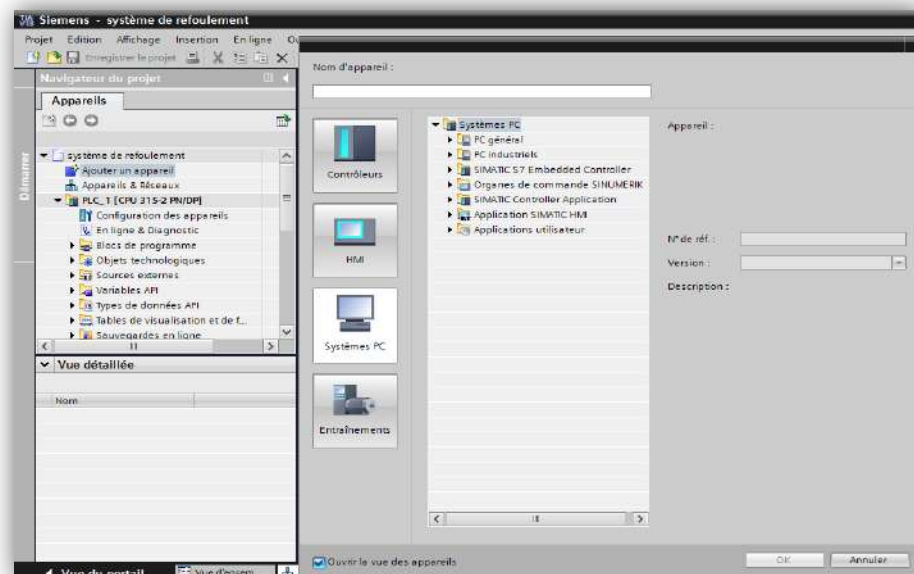 Siemens - système de refoulement
Projet Edition Affichage Insertion En ligne
Enregistrer le projet
Navigateur du projet
Appareils
Démarrer
système de refoulement
Ajouter un appareil
Appareils & Réseaux
PLC_1 [CPU 315-2 PN/DP]
Configuration des appareils
En ligne & Diagnostic
Blocs de programme
Objets technologiques
Sources externes
Variables API
Types de données API
Tables de visualisation et de f...
Sauvegardes en ligne
Vue détaillée
Nom
Vue du portail
Vue d'ensem
Nom d'appareil :
Contrôleurs
HMI
Systèmes PC
Entraînements
Systèmes PC
PC général
PC industriels
SIMATIC S7 Embedded Controller
Organes de commande SINUMERIK
SIMATIC Controller Application
Application SIMATIC HMI
Applications utilisateur
Appareil :
N° de réf. :
Version :
Description :
Ouvrir la vue des appareils
OK
Annuler